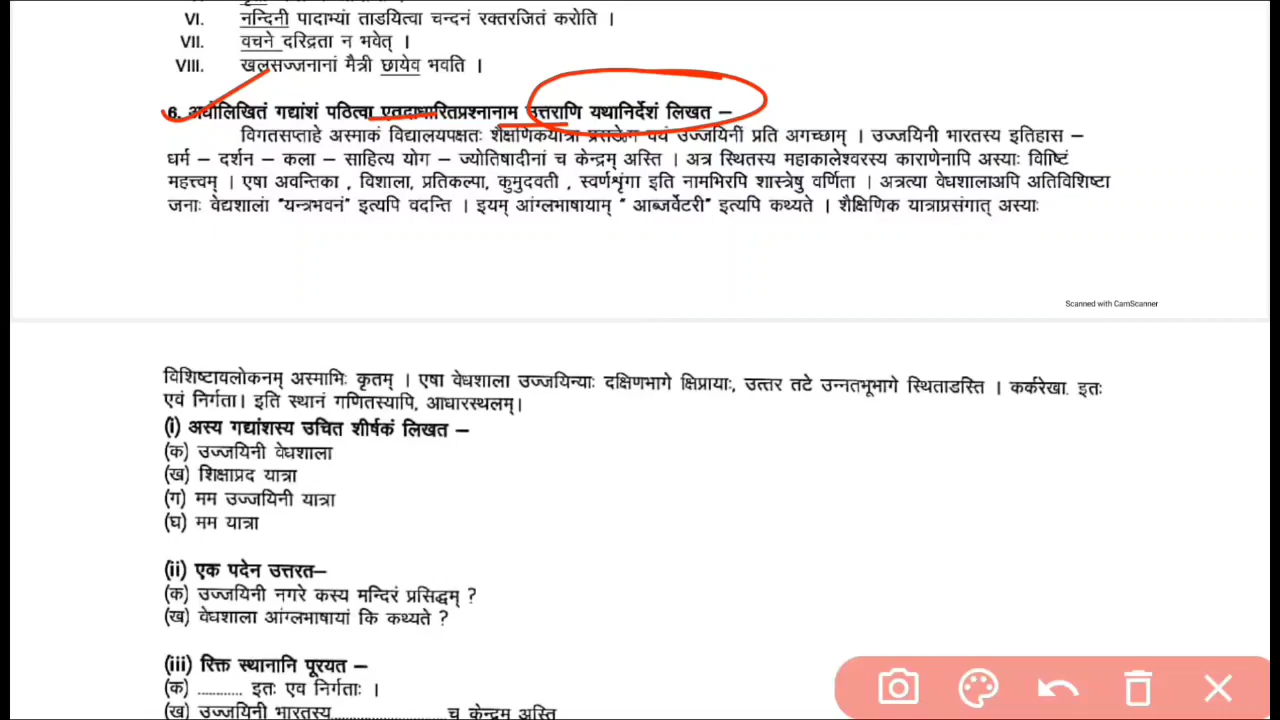 VI. नन्दिनी पादाभ्यां ताडयित्वा चन्दनं रक्तरजितं करोति ।
VII. वचने दरिद्रता न भवेत् ।
VIII. खलसज्जनानां मैत्री छायेव भवति ।
6. अधोलिखितं गद्यांशं पठित्वा एतदाधारितप्रश्नानाम उत्तराणि यथानिर्देशं लिखत –
विगतसप्ताहे अस्माकं विद्यालयपक्षतः शैक्षणिकयात्रा वयं उज्जयिनीं प्रति अगच्छाम् । उज्जयिनी भारतस्य इतिहास –
धर्म – दर्शन – कला – साहित्य योग – ज्योतिषादीनां च केन्द्रम् अस्ति । अत्र स्थितस्य महाकालेश्वरस्य काराणेनापि अस्याः विष्टिं
महत्त्वम् । एषा अवन्तिका , विशाला, प्रतिकल्पा, कुमुदवती , स्वर्णशृंगा इति नामभिरपि शास्त्रेषु वर्णिता । अत्रत्या वेधशालाअपि अतिविशिष्टा
जनाः वेद्यशालां "यन्त्रभवनं" इत्यपि वदन्ति । इयम् आंग्लभाषायाम् " आब्जर्वेटरी" इत्यपि कथ्यते । शैक्षिणिक यात्राप्रसंगात् अस्याः
Scanned with CamScanner
विशिष्टावलोकनम् अस्माभिः कृतम् । एषा वेधशाला उज्जयिन्याः दक्षिणभागे क्षिप्रायाः, उत्तर तटे उन्नतभूभागे स्थिताडस्ति । कर्करेखा. इतः
एवं निर्गता। इति स्थानं गणितस्यापि, आधारस्थलम्।
(i) अस्य गद्यांशस्य उचित शीर्षकं लिखत –
(क) उज्जयिनी वेधशाला
(ख) शिक्षाप्रद यात्रा
(ग) मम उज्जयिनी यात्रा
(घ) मम यात्रा
(ii) एक पदेन उत्तरत–
(क) उज्जयिनी नगरे कस्य मन्दिरं प्रसिद्धम् ?
(ख) वेधशाला आंग्लभाषायां कि कथ्यते ?
(iii) रिक्त स्थानानि पूरयत –
(क) ........... इतः एव निर्गताः ।
(ख) उज्जयिनी भारतस्य............................ च केन्द्रम अस्ति